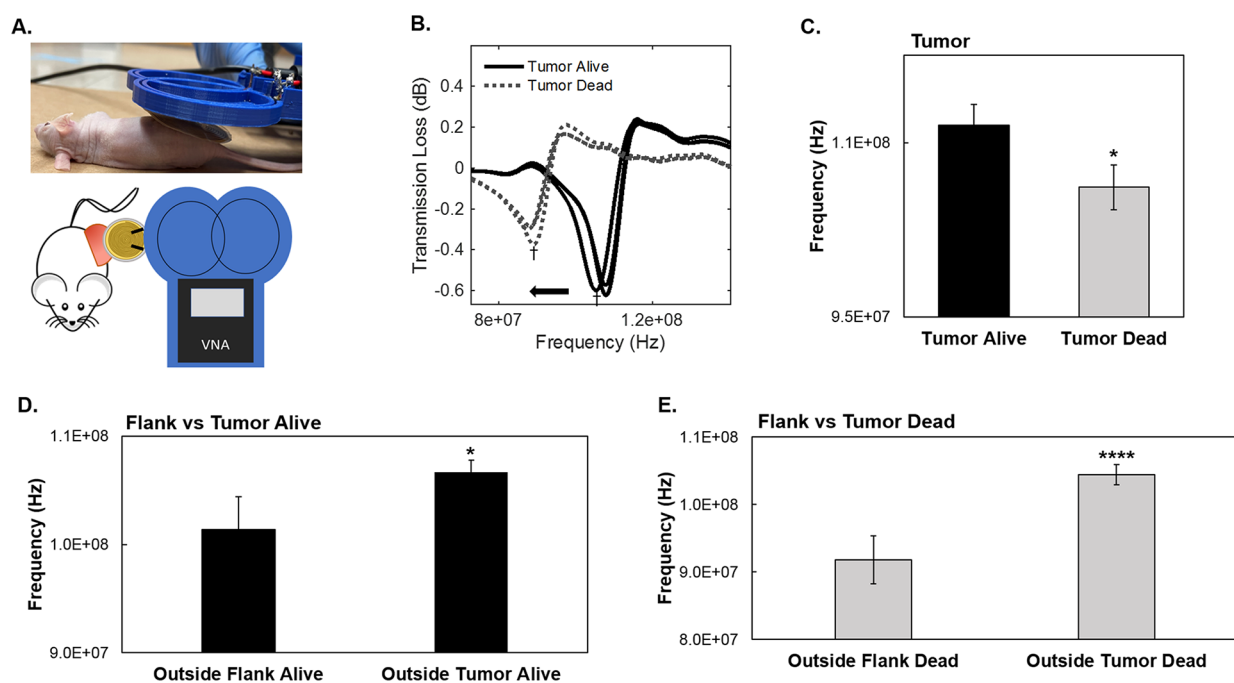 A.
VNA
B.
Transmission Loss (dB)
Tumor Alive
Tumor Dead
0.4
0.2
0
-0.2
-0.4
-0.6
8e+07
1.2e+08
Frequency (Hz)
C.
Tumor
Frequency (Hz)
1.1E+08
9.5E+07
*
Tumor Alive
Tumor Dead
D.
Flank vs Tumor Alive
Frequency (Hz)
1.1E+08
1.0E+08
9.0E+07
*
Outside Flank Alive
Outside Tumor Alive
E.
Flank vs Tumor Dead
Frequency (Hz)
1.1E+08
1.0E+08
9.0E+07
8.0E+07
****
Outside Flank Dead
Outside Tumor Dead